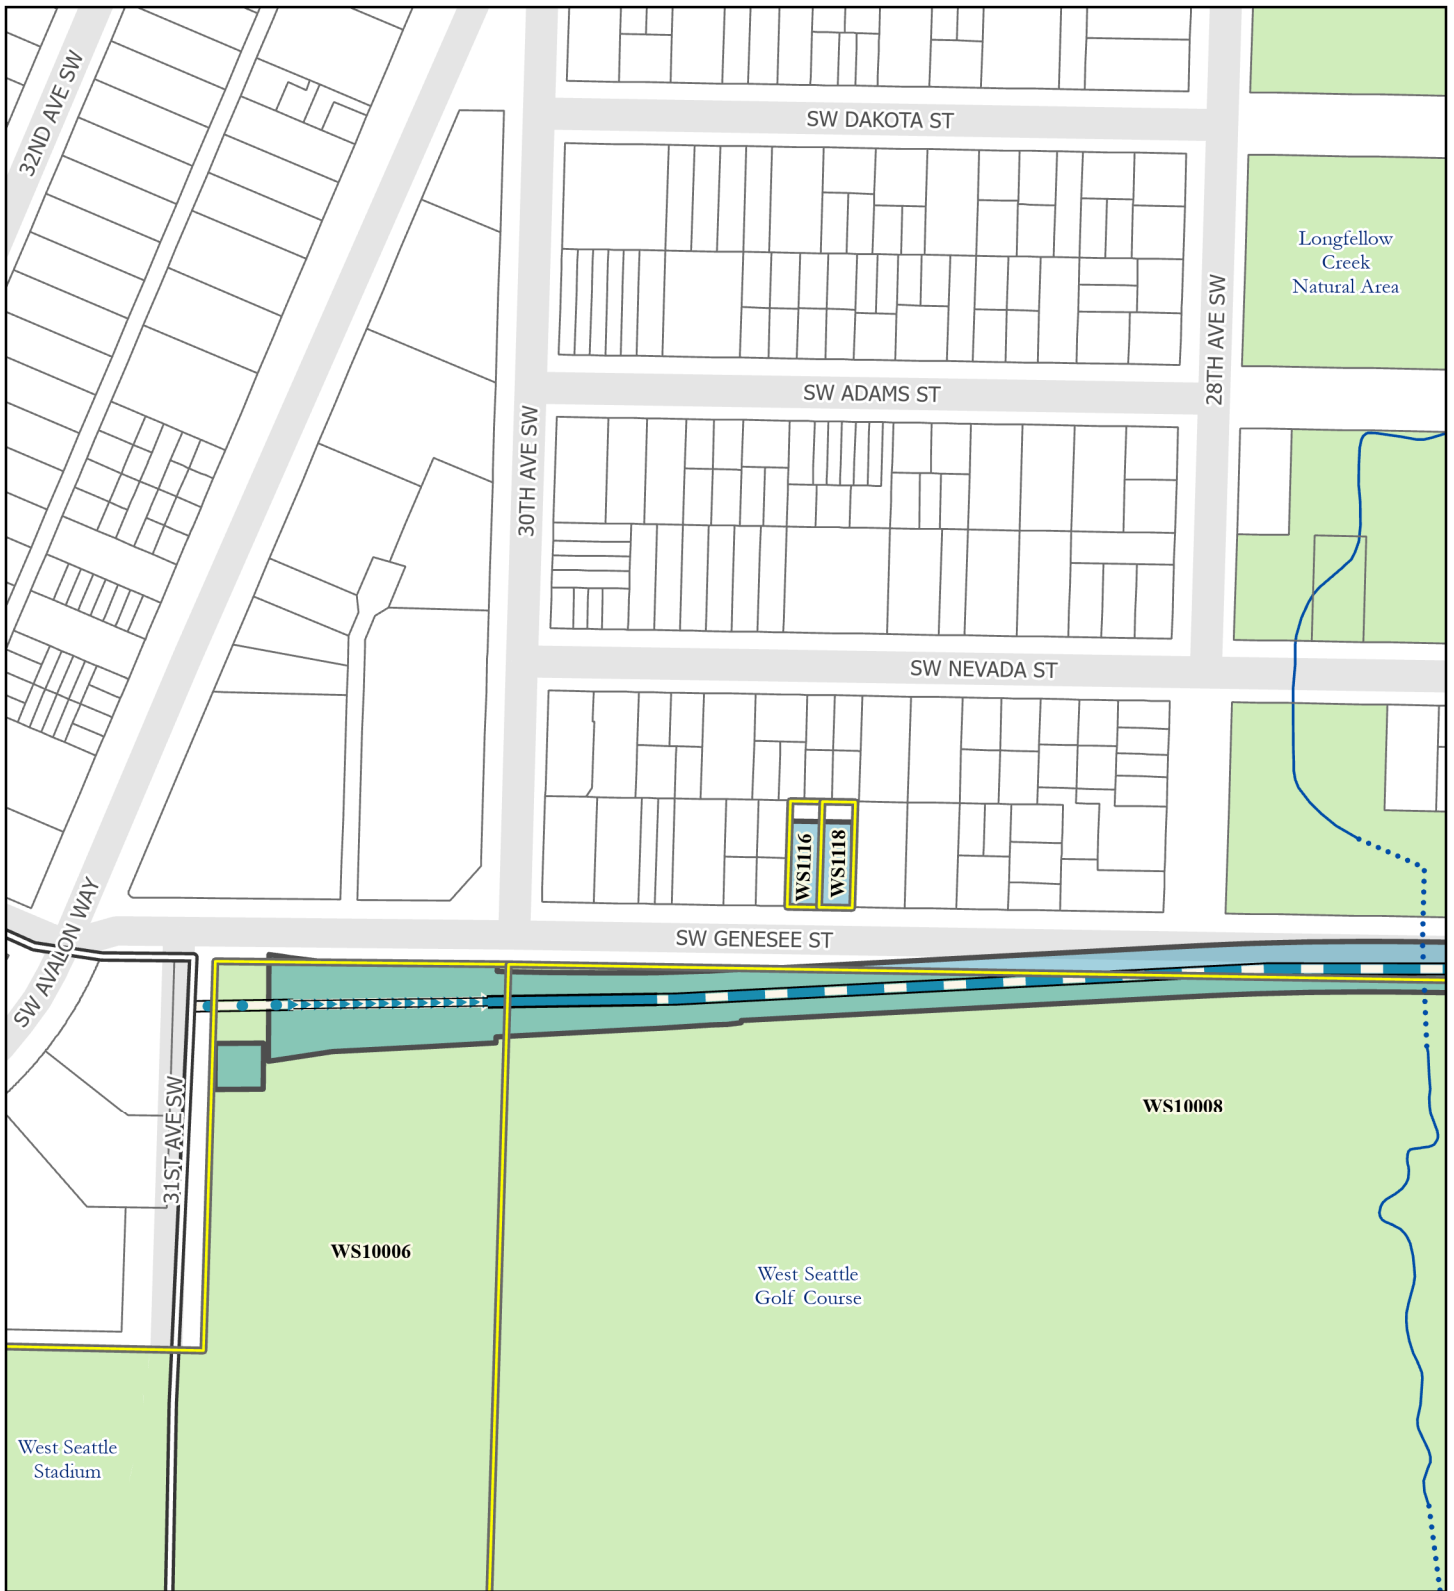 32ND AVE SW
SW DAKOTA ST
Longfellow
Creek
Natural Area
28TH AVE SW
SW ADAMS ST
30TH AVE SW
SW NEVADA ST
WS1116
WS1118
SW AVALON WAY
SW GENESEE ST
31ST AVE SW
WS10008
WS10006
West Seattle
Golf Course
West Seattle
Stadium